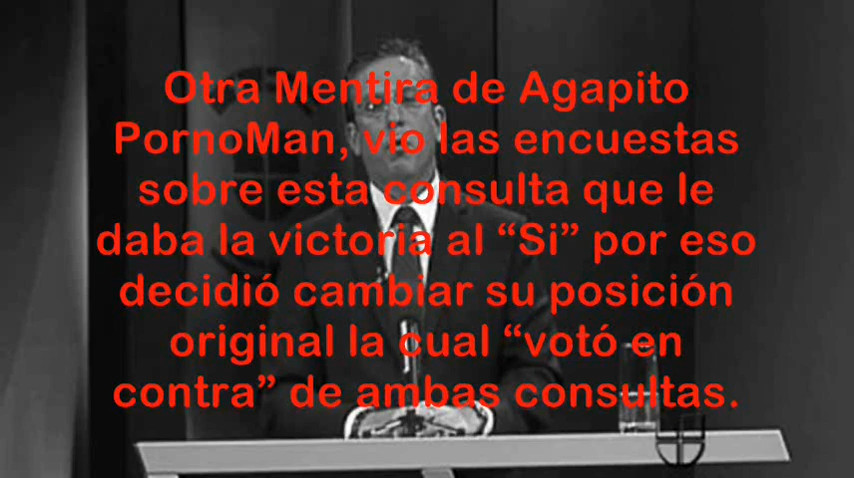 Otra Mentira de Agapito
PornoMan, vio las encuestas
sobre esta consulta que le
daba la victoria al “Si” por eso
decidió cambiar su posición
original la cual “votó en
contra” de ambas consultas.